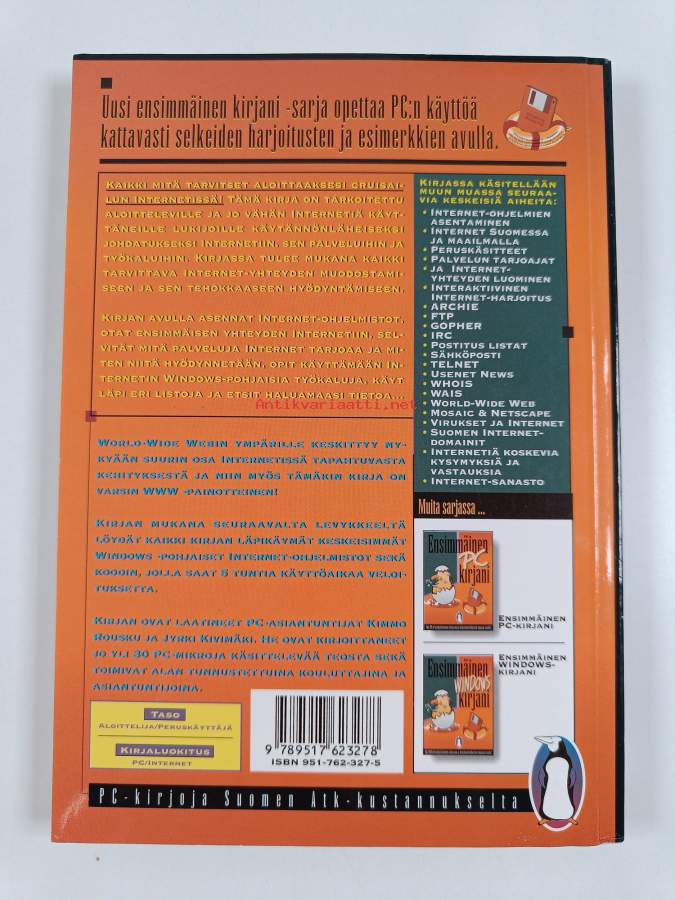 Uusi ensimmäinen kirjani -sarja opettaa PC:n käyttöä
kattavasti selkeiden harjoitusten ja esimerkkien avulla.
Kaikki mitä tarvitset aloittaaksesi cruisai-
lun Internetissä! Tämä kirja on tarkoitettu
aloitteleville ja jo vähän Internetiä käyt-
täneille lukijoille käytännönläheiseksi
johdatukseksi Internetiin, sen palveluihin ja
työkaluihin. Kirjassa tulee mukana kaikki
tarvittava Internet-yhteyden muodostami-
seen ja sen tehokkaaseen hyödyntämiseen.
Kirjan avulla asennat Internet-ohjelmistot,
otat ensimmäisen yhteyden Internetiin, sel-
vität mitä palveluja Internet tarjoaa ja mi-
ten niitä hyödynnetään, opit käyttämään In-
ternetin Windows-pohjaisia työkaluja, käyt
läpi eri listoja ja etsit haluamaasi tietoa...
Antikvariaatti.net
World-Wide Webin ympärille keskittyy ny-
kyään suurin osa Internetissä tapahtuvasta
kehityksestä ja niin myös tämäkin kirja on
varsin WWW -painotteinen!
Kirjan mukana seuraavalta levykkeeltä
löydät kaikki kirjan läpikäymät keskeisimmät
Windows -pohjaiset Internet-ohjelmistot sekä
koodin, jolla saat 5 tuntia käyttöaikaa veloi-
tuksetta.
Kirjan ovat laatineet PC-asiantuntijat Kimmo
Rousku ja Jyrki Kivimäki. He ovat kirjoittaneet
jo yli 30 PC-mikroja käsittelevää teosta sekä
toimivat alan tunnustettuina kouluttajina ja
asiantuntijoina.
Taso
Aloittelija/Peruskäyttäjä
Kirjaluokitus
PC/Internet
9 789517 623278
ISBN 951-762-327-5
Kirjassa käsitellään
muun muassa seuraa-
via keskeisiä aiheita:
• Internet-ohjelmien
asentaminen
• Internet Suomessa
ja maailmalla
• Peruskäsitteet
• Palvelun tarjoajat
• ja Internet-
yhteyden luominen
• Interaktiivinen
Internet-harjoitus
• Archie
• FTP
• Gopher
• IRC
• Postitus listat
• Sähköposti
• Telnet
• Usenet News
• Whois
• WAIS
• World-Wide Web
• Mosaic & Netscape
• Virukset ja Internet
• Suomen Internet-
domainit
• Internetiä koskevia
kysymyksiä ja
vastauksia
• Internet-sanasto
Muita sarjassa ...
Ensimmäinen
PC
kirjani
Ensimmäinen
PC-kirjani
Ensimmäinen
WINDOWS
kirjani
Ensimmäinen
Windows-
kirjani
PC-kirjoja Suomen Atk-kustannukselta